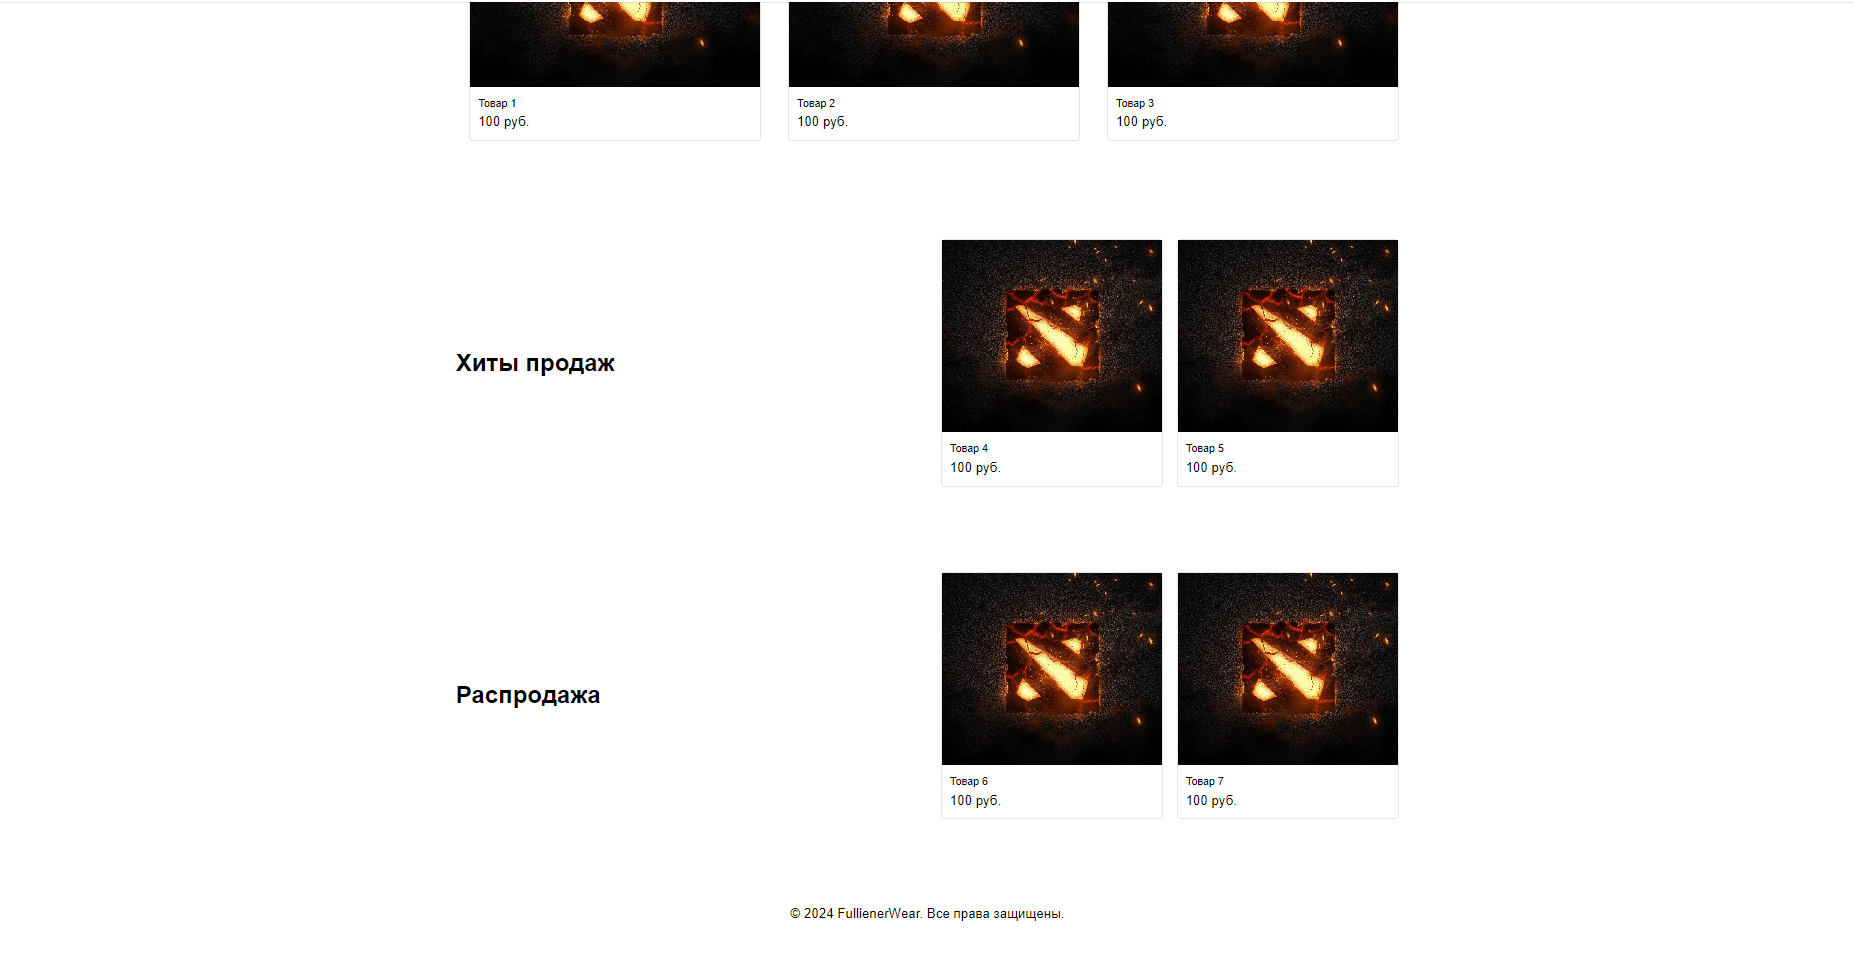 Товар 1
100 руб.
Товар 2
100 руб.
Товар 3
100 руб.
Хиты продаж
Товар 4
100 руб.
Товар 5
100 руб.
Распродажа
Товар 6
100 руб.
Товар 7
100 руб.
© 2024 FullienerWear. Все права защищены.